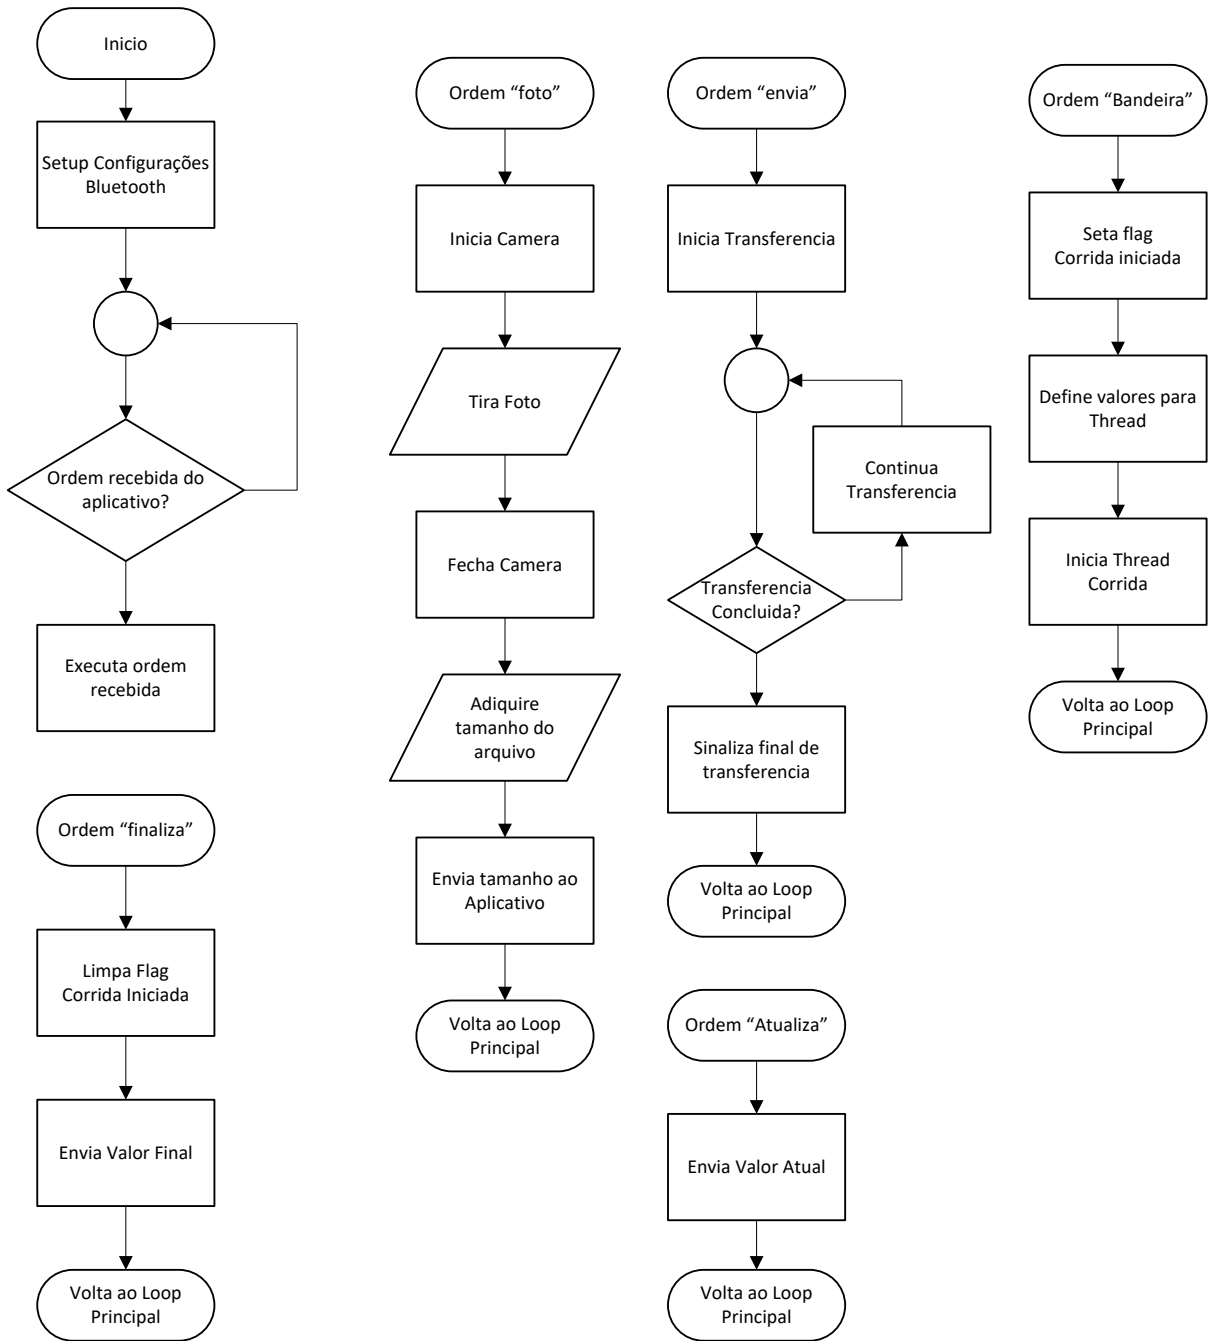 Inicio
Setup Configurações
Bluetooth
Ordem recebida do
aplicativo?
Executa ordem
recebida
Ordem “finaliza”
Limpa Flag
Corrida Iniciada
Envia Valor Final
Volta ao Loop
Principal
Ordem “foto”
Inicia Camera
Tira Foto
Fecha Camera
Adiquire
tamanho do
arquivo
Envia tamanho ao
Aplicativo
Volta ao Loop
Principal
Ordem “envia”
Inicia Transferencia
Continua
Transferencia
Transferencia
Concluida?
Sinaliza final de
transferencia
Volta ao Loop
Principal
Ordem “Atualiza”
Envia Valor Atual
Volta ao Loop
Principal
Ordem “Bandeira”
Seta flag
Corrida iniciada
Define valores para
Thread
Inicia Thread
Corrida
Volta ao Loop
Principal